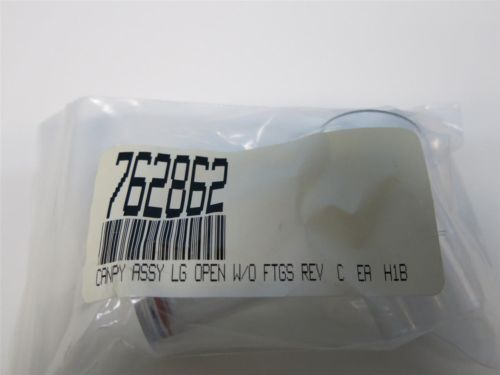 762862
CANPY ASSY LG OPEN W/O FTGS REV C EA H1B